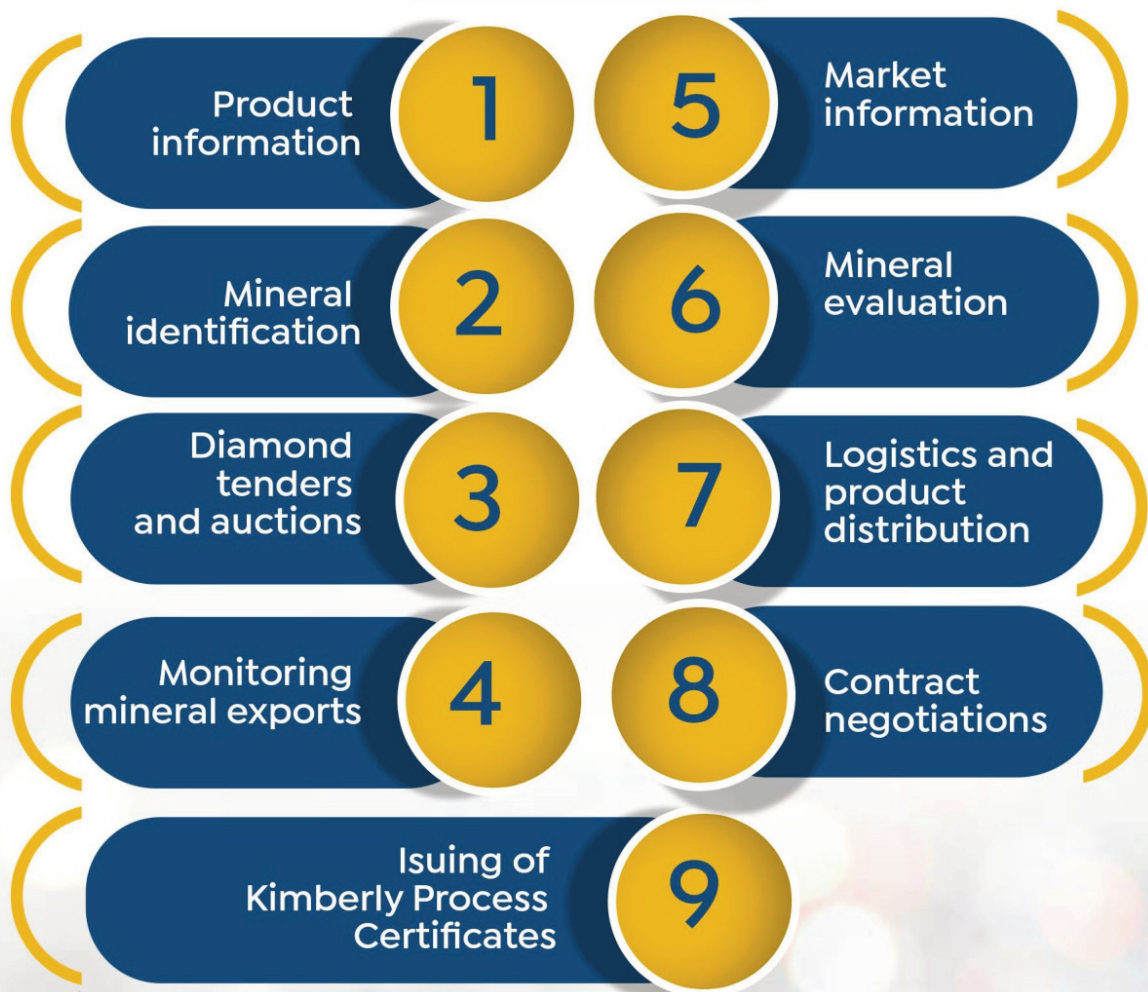 1
Product
information
2
Mineral
identification
3
Diamond
tenders
and auctions
4
Monitoring
mineral exports
5
Market
information
6
Mineral
evaluation
7
Logistics and
product
distribution
8
Contract
negotiations
9
Isuing of
Kimberly Process
Certificates